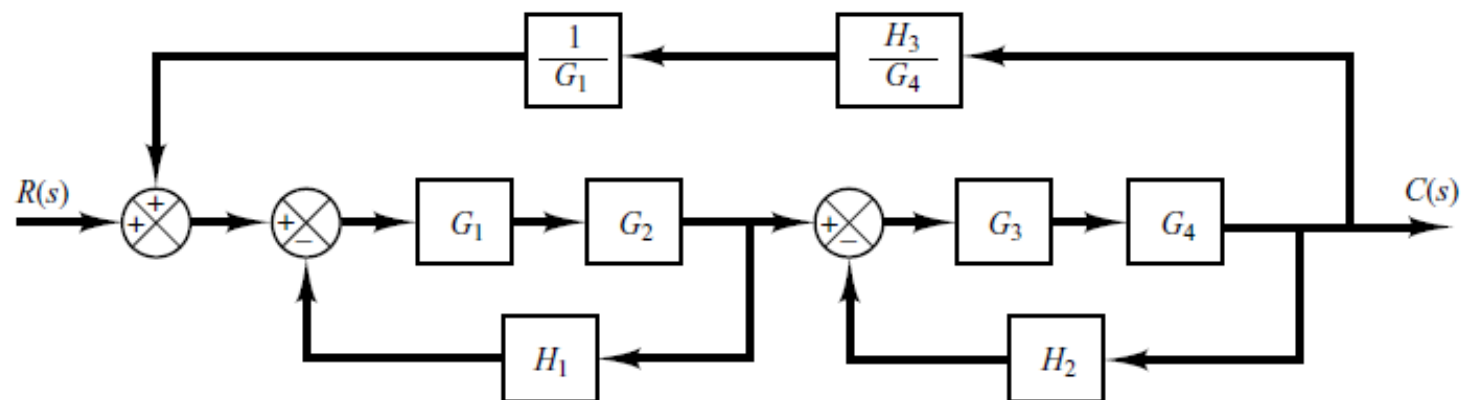 1
G₁
H₃
G₄
R(s)
+
+
+
−
G₁
G₂
+
−
G₃
G₄
C(s)
H₁
H₂